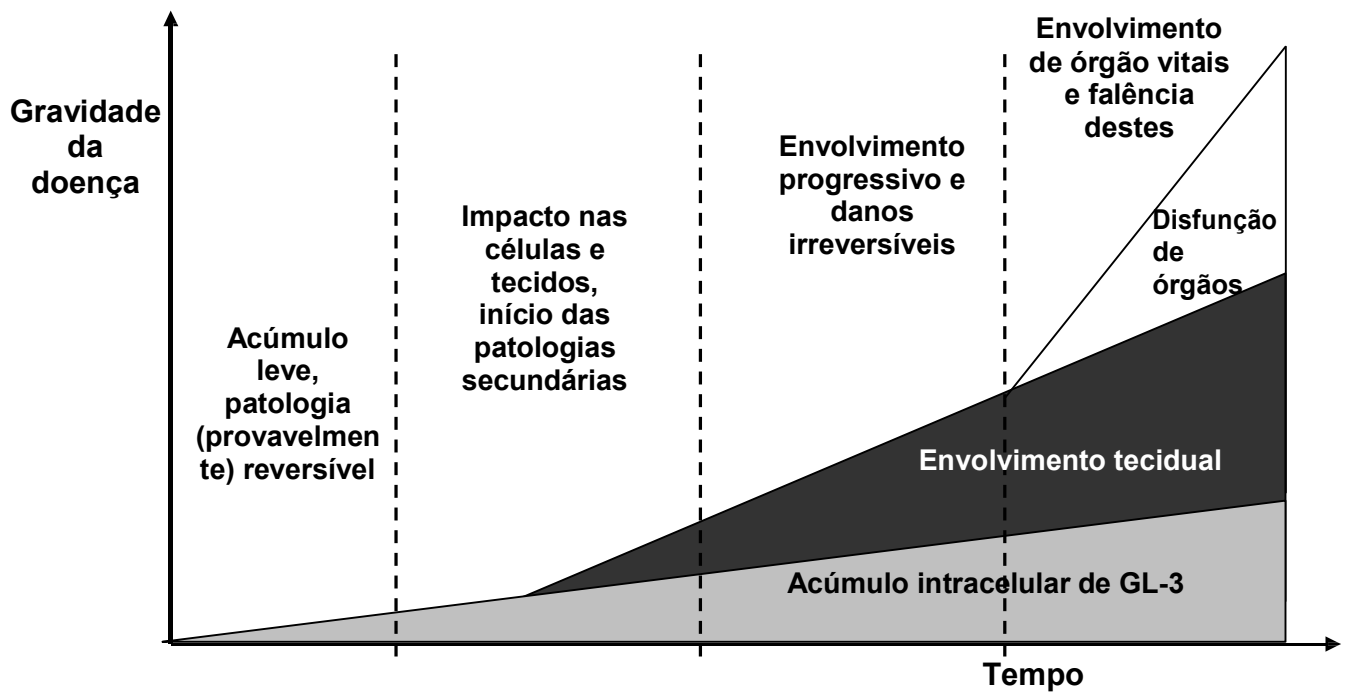 Gravidade
da
doença
Acúmulo
leve,
patologia
(provavelmen
te) reversível
Impacto nas
células e
tecidos,
início das
patologias
secundárias
Envolvimento
progressivo e
danos
irreversíveis
Envolvimento
de órgão vitais
e falência
destes
Disfunção
de
órgãos
Envolvimento tecidual
Acúmulo intracelular de GL-3
Tempo